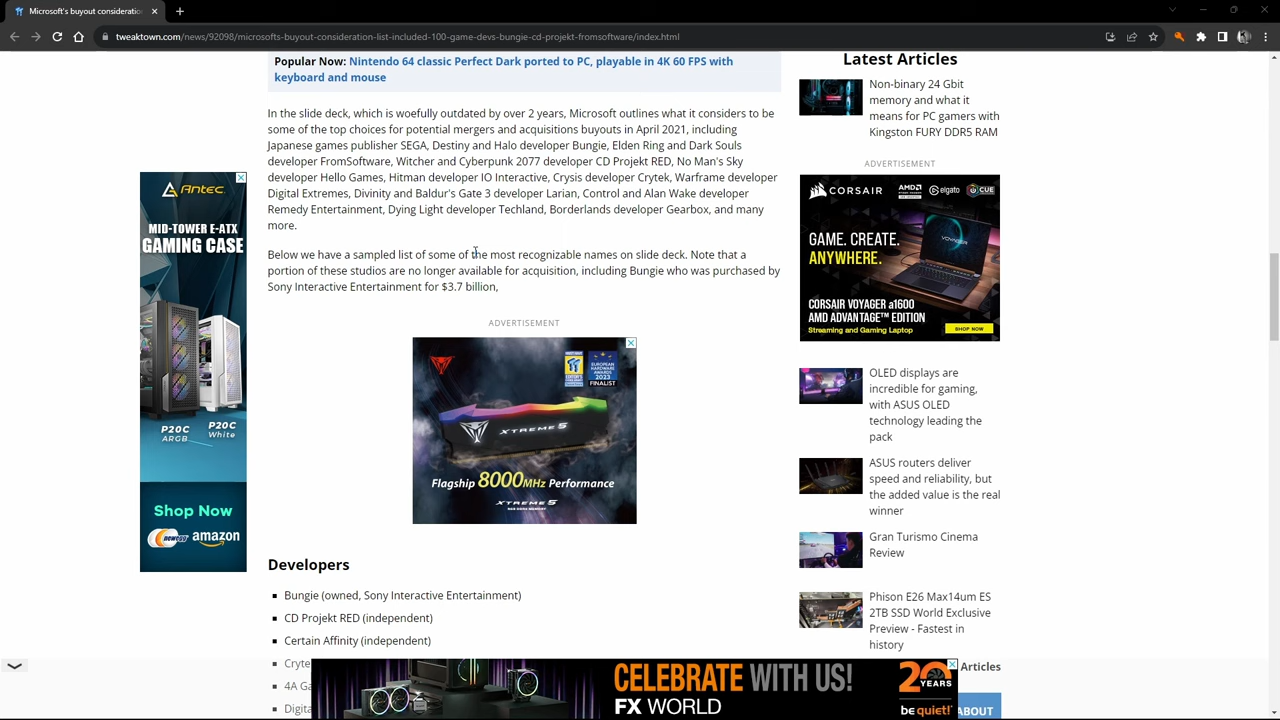 Microsoft's buyout consideratio
tweaktown.com/news/92098/microsofts-buyout-consideration-list-included-100-game-devs-bungie-cd-projekt-fromsoftware/index.html
Popular Now: Nintendo 64 classic Perfect Dark ported to PC, playable in 4K 60 FPS with
keyboard and mouse
In the slide deck, which is woefully outdated by over 2 years, Microsoft outlines what it considers to be
some of the top choices for potential mergers and acquisitions buyouts in April 2021, including
Japanese games publisher SEGA, Destiny and Halo developer Bungie, Elden Ring and Dark Souls
developer FromSoftware, Witcher and Cyberpunk 2077 developer CD Projekt RED, No Man's Sky
developer Hello Games, Hitman developer IO Interactive, Crysis developer Crytek, Warframe developer
Digital Extremes, Divinity and Baldur's Gate 3 developer Larian, Control and Alan Wake developer
Remedy Entertainment, Dying Light developer Techland, Borderlands developer Gearbox, and many
more.
Below we have a sampled list of some of the most recognizable names on slide deck. Note that a
portion of these studios are no longer available for acquisition, including Bungie who was purchased by
Sony Interactive Entertainment for $3.7 billion,
ADVERTISEMENT
XTREME 5
Flagship 8000MHz Performance
XTREME 5
EUROPEAN
HARDWARE
AWARDS
2023
FINALIST
Developers
Bungie (owned, Sony Interactive Entertainment)
CD Projekt RED (independent)
Certain Affinity (independent)
Cryte
4A Ga
Digita
ANTEC
MID-TOWER E-ATX
GAMING CASE
P20C P20C
ARGB White
Shop Now
newegg amazon
Latest Articles
Non-binary 24 Gbit
memory and what it
means for PC gamers with
Kingston FURY DDR5 RAM
ADVERTISEMENT
CORSAIR AMD elgato iCUE
GAME. CREATE.
ANYWHERE.
VOYAGER
CORSAIR VOYAGER a1600
AMD ADVANTAGE™ EDITION
Streaming and Gaming Laptop SHOP NOW
OLED displays are
incredible for gaming,
with ASUS OLED
technology leading the
pack
ASUS routers deliver
speed and reliability, but
the added value is the real
winner
Gran Turismo Cinema
Review
Phison E26 Max14um ES
2TB SSD World Exclusive
Preview - Fastest in
history
Articles
ABOUT
CELEBRATE WITH US!
FX WORLD
20
YEARS
be quiet!